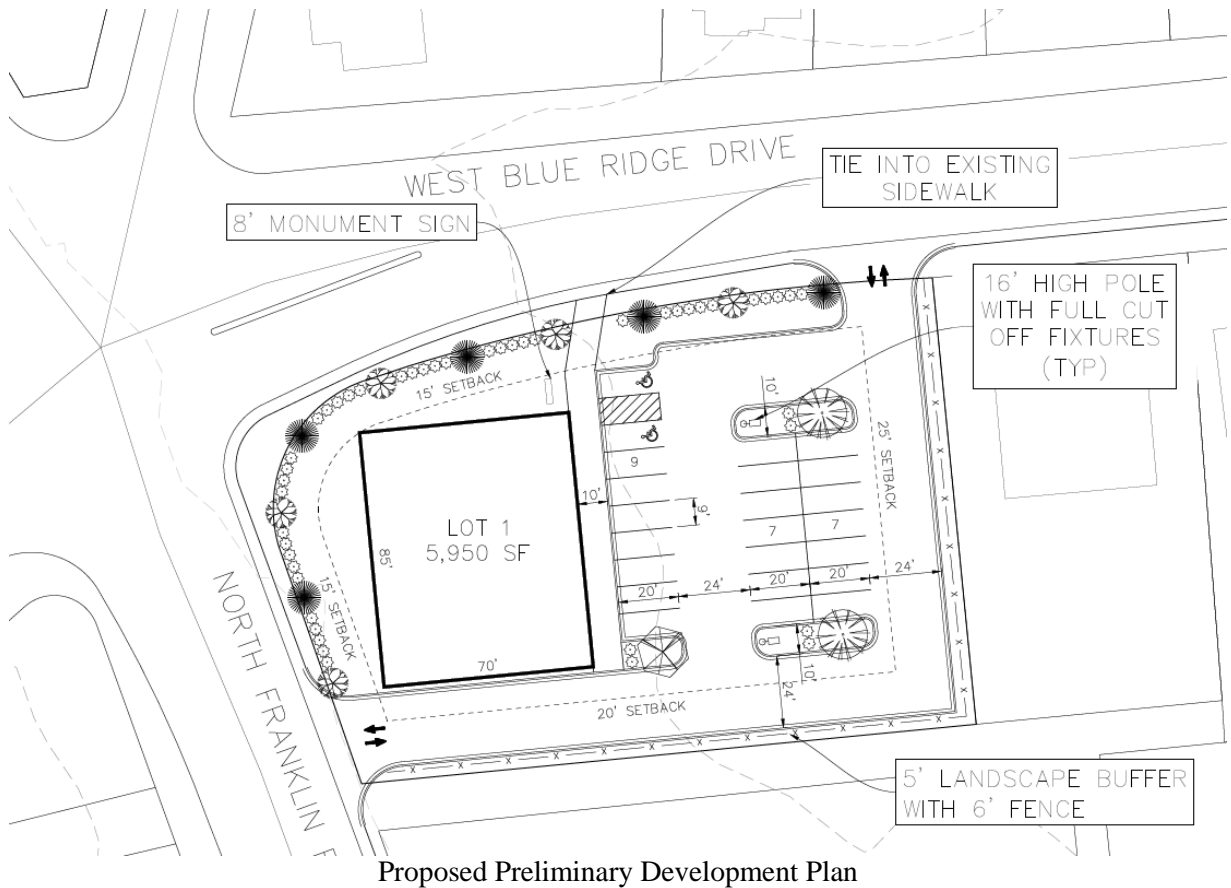 WEST BLUE RIDGE DRIVE
TIE INTO EXISTING
SIDEWALK
8' MONUMENT SIGN
16' HIGH POLE
WITH FULL CUT
OFF FIXTURES
(TYP)
15' SETBACK
10'
25' SETBACK
9
10'
9'
LOT 1
5,950 SF
85'
7
7
15' SETBACK
20'
24'
20'
20'
24'
NORTH FRANKLIN
70'
10'
24'
20' SETBACK
5' LANDSCAPE BUFFER
WITH 6' FENCE
X X X X X X X X X X X
X X X X X X X X X X X
Proposed Preliminary Development Plan